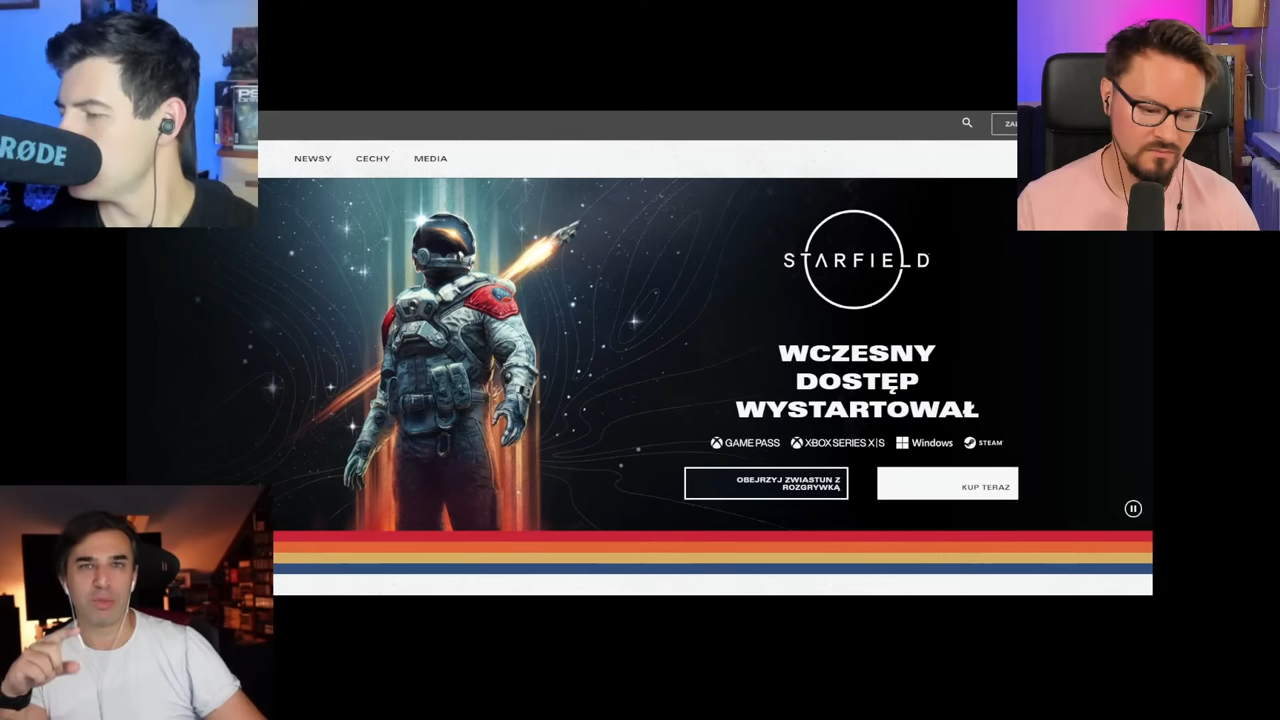 RØDE
PS
NEWSY CECHY MEDIA
STARFIELD
WCZESNY
DOSTĘP
WYSTARTOWAŁ
GAME PASS XBOX SERIES X|S Windows STEAM
OBEJRZYJ ZWIASTUN Z
ROZGRYWKĄ
KUP TERAZ